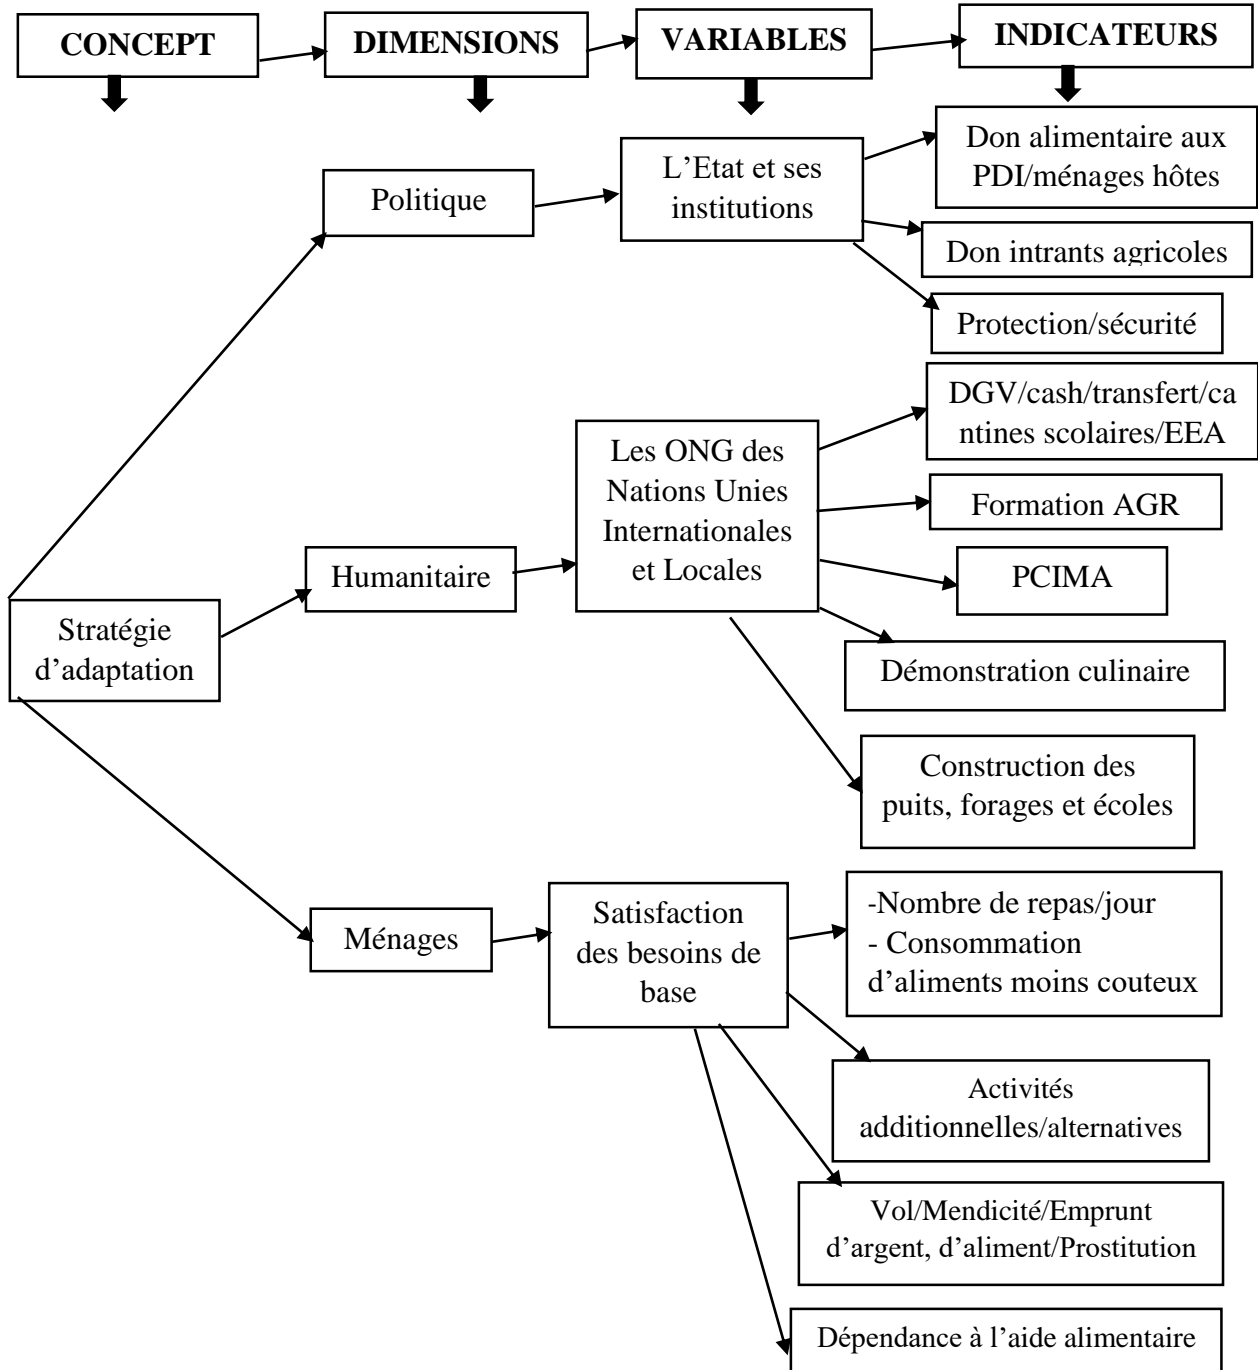 CONCEPT
DIMENSIONS
VARIABLES
INDICATEURS
Don alimentaire aux
PDI/ménages hôtes
L’Etat et ses
institutions
Politique
Don intrants agricoles
Protection/sécurité
DGV/cash/transfert/ca
ntines scolaires/EEA
Les ONG des
Nations Unies
Internationales
et Locales
Formation AGR
Humanitaire
PCIMA
Stratégie
d’adaptation
Démonstration culinaire
Construction des
puits, forages et écoles
Ménages
Satisfaction
des besoins de
base
-Nombre de repas/jour
- Consommation
d’aliments moins couteux
Activités
additionnelles/alternatives
Vol/Mendicité/Emprunt
d’argent, d’aliment/Prostitution
Dépendance à l’aide alimentaire